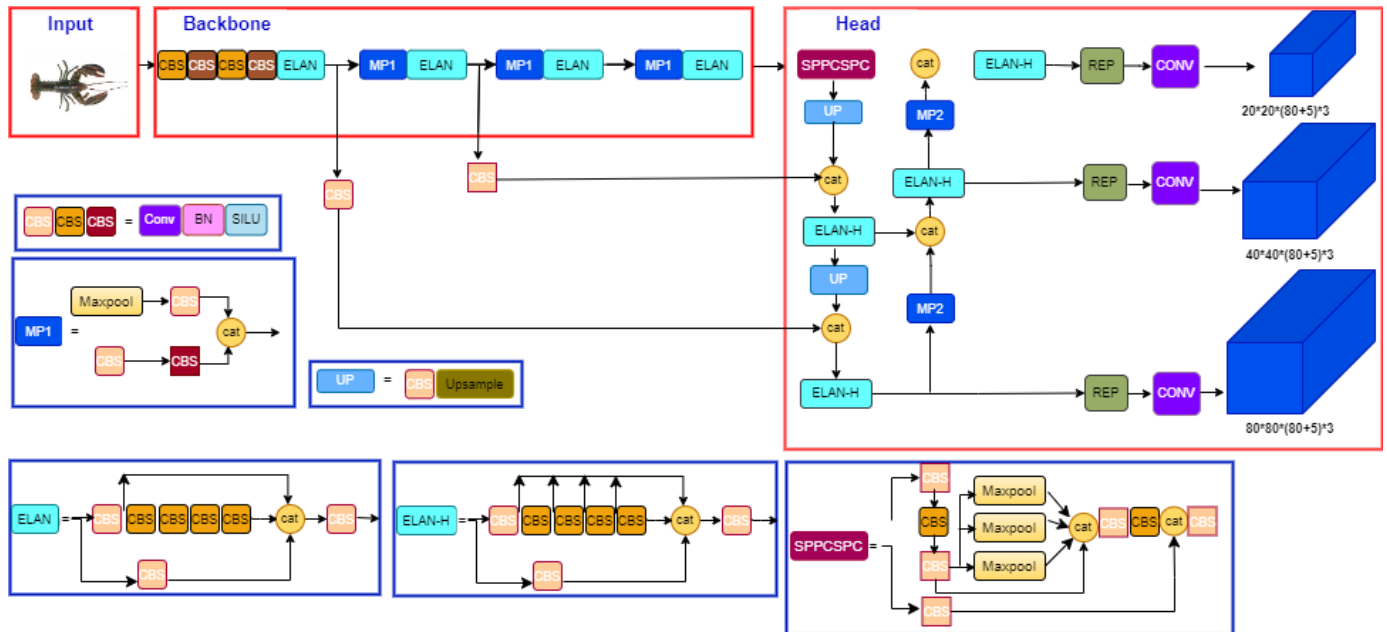 Input
Backbone
Head
CBS CBS CBS CBS ELAN MP1 ELAN MP1 ELAN MP1 ELAN
SPPCSPC cat ELAN-H REP CONV
20*20*(80+5)*3
UP MP2
CBS CBS cat ELAN-H REP CONV
40*40*(80+5)*3
CBS CBS CBS = Conv BN SILU
ELAN-H cat
UP MP2
cat
ELAN-H REP CONV
80*80*(80+5)*3
Maxpool CBS
MP1 = cat
CBS CBS
UP = CBS Upsample
ELAN = CBS CBS CBS CBS CBS cat CBS
CBS
ELAN-H = CBS CBS CBS CBS CBS cat CBS
CBS
CBS Maxpool
CBS Maxpool cat CBS CBS cat CBS
SPPCSPC = CBS Maxpool
CBS